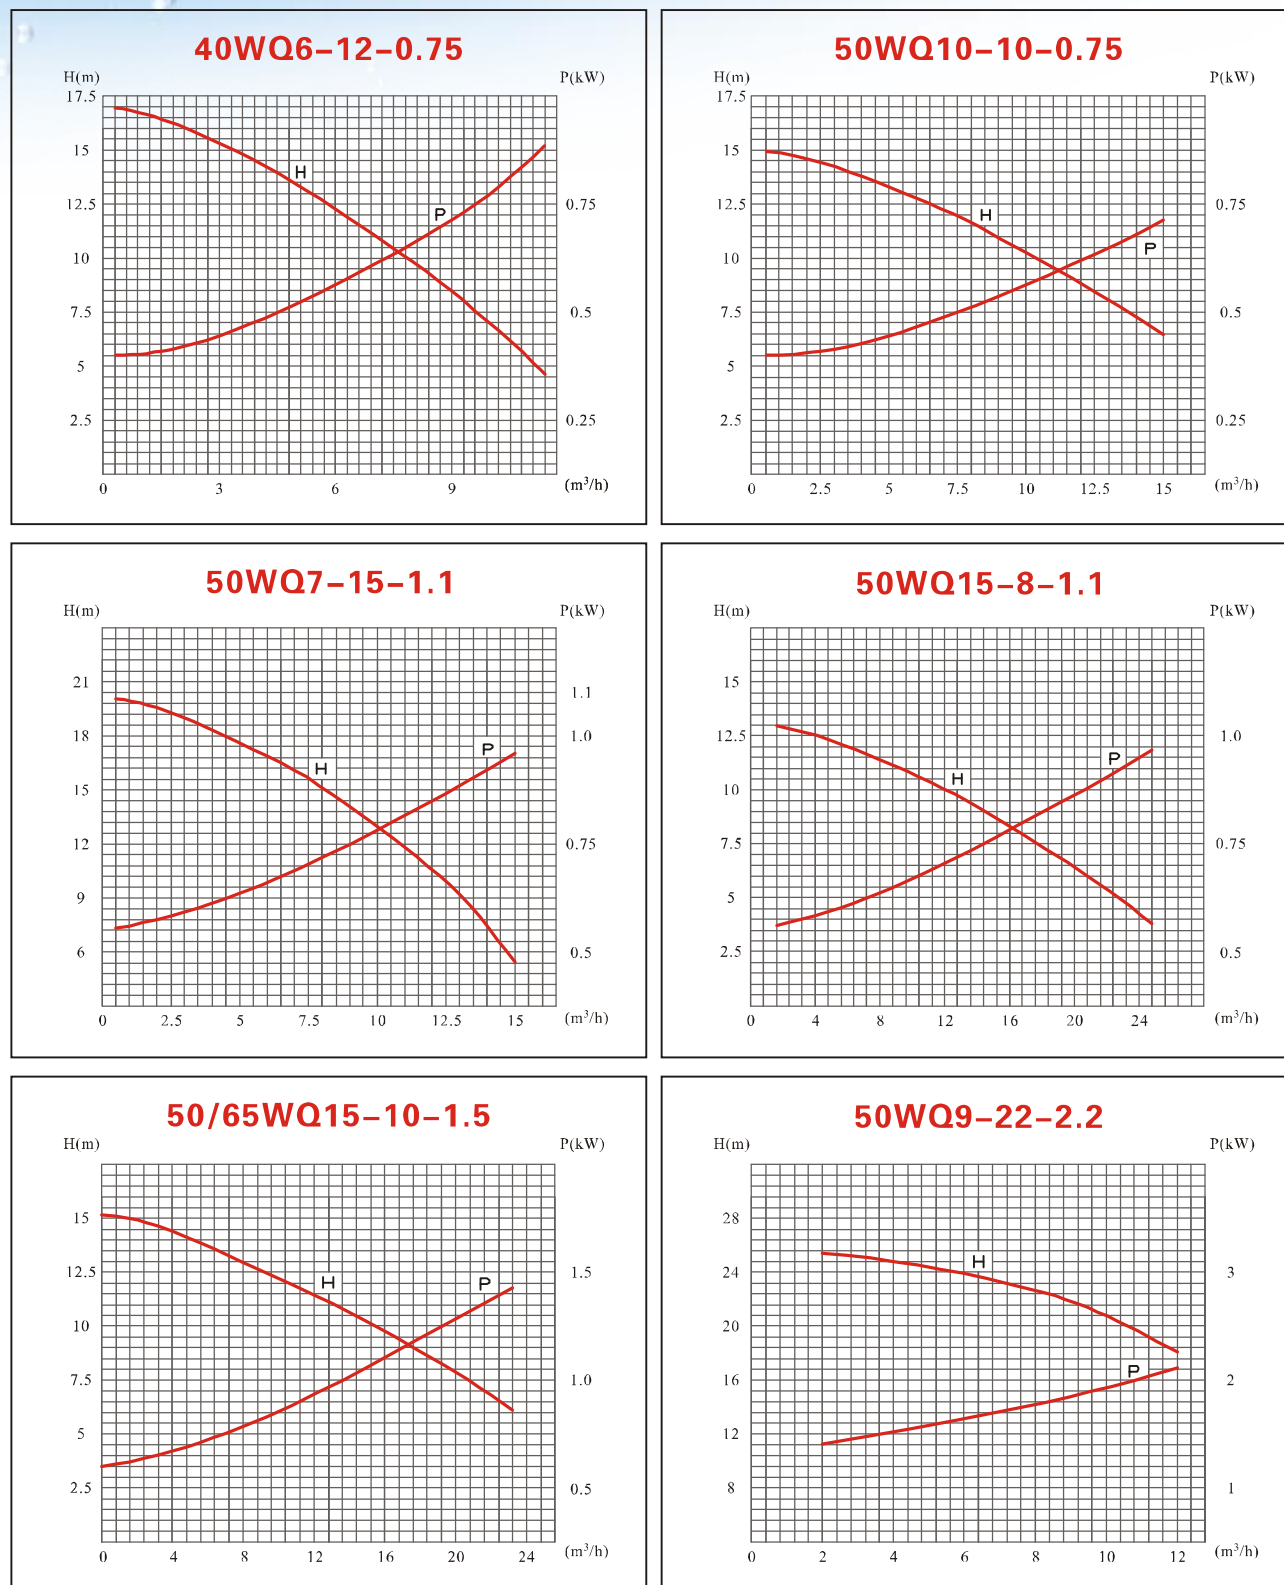 40WQ6-12-0.75
H(m) P(kW)
17.5
15
12.5 0.75
10
7.5 0.5
5
2.5 0.25
H
P
0 3 6 9 (m³/h)
50WQ10-10-0.75
H(m) P(kW)
17.5
15
12.5 0.75
10
7.5 0.5
5
2.5 0.25
H
P
0 2.5 5 7.5 10 12.5 15 (m³/h)
50WQ7-15-1.1
H(m) P(kW)
21
1.1
18 1.0
15
12 0.75
9
6 0.5
P
H
0 2.5 5 7.5 10 12.5 15 (m³/h)
50WQ15-8-1.1
H(m) P(kW)
15
12.5 1.0
10
7.5 0.75
5
2.5 0.5
P
H
0 4 8 12 16 20 24 (m³/h)
50/65WQ15-10-1.5
H(m) P(kW)
15
12.5 1.5
10
7.5 1.0
5
2.5 0.5
H
P
0 4 8 12 16 20 24 (m³/h)
50WQ9-22-2.2
H(m) P(kW)
28
24 3
20
16 2
12
8 1
H
P
0 2 4 6 8 10 12 (m³/h)